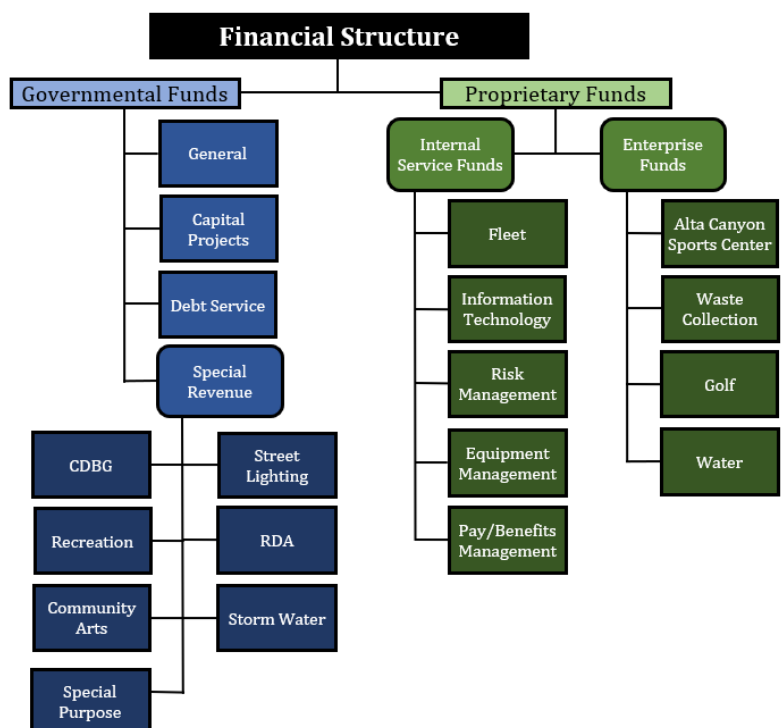 Financial Structure
Governmental Funds
Proprietary Funds
General
Capital
Projects
Debt Service
Special
Revenue
CDBG
Street
Lighting
Recreation
RDA
Community
Arts
Storm Water
Special
Purpose
Internal
Service Funds
Fleet
Information
Technology
Risk
Management
Equipment
Management
Pay/Benefits
Management
Enterprise
Funds
Alta Canyon
Sports Center
Waste
Collection
Golf
Water